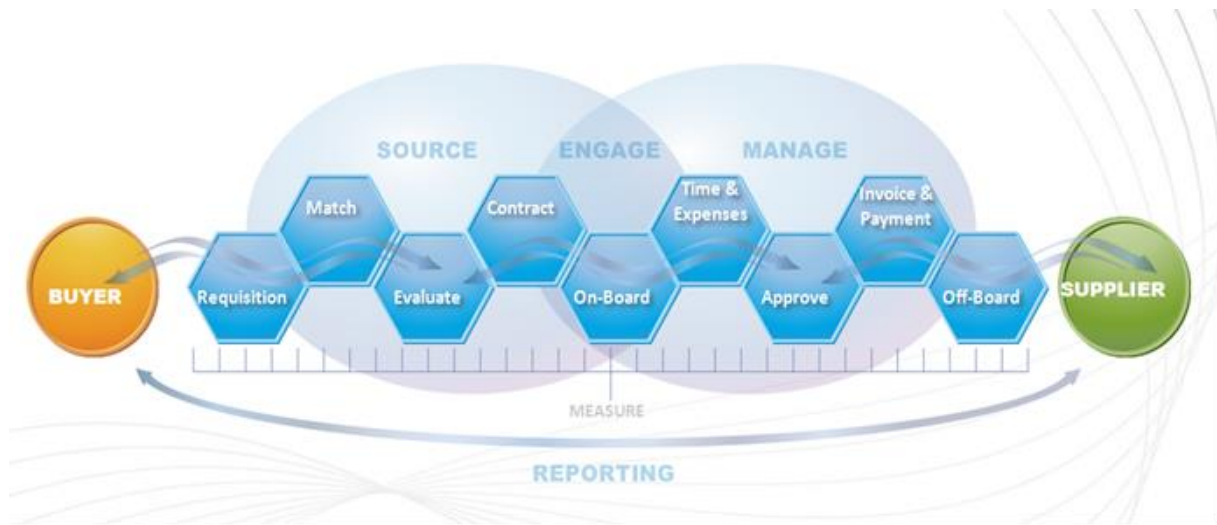 SOURCE ENGAGE MANAGE
Match
Contract
Time &
Expenses
Invoice &
Payment
BUYER
Requisition
Evaluate
On-Board
Approve
Off-Board
SUPPLIER
MEASURE
REPORTING